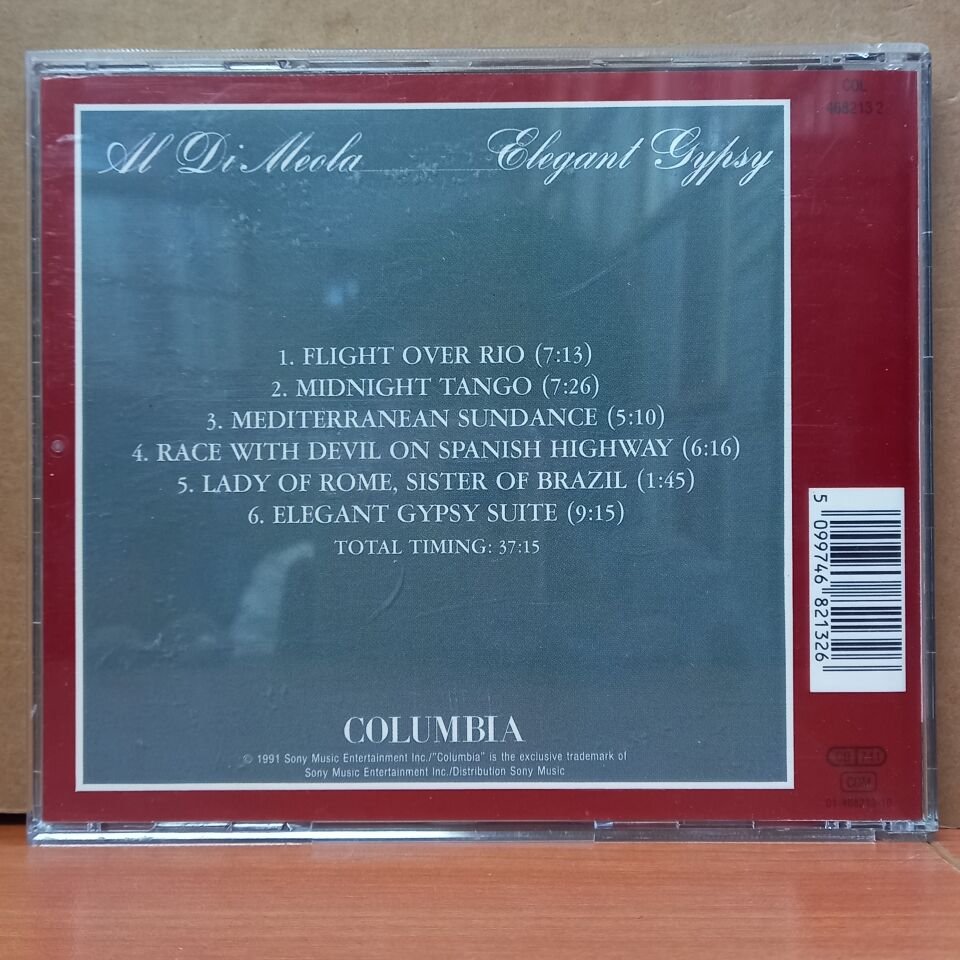 COL
468213 2
Al Di Meola Elegant Gypsy
1. FLIGHT OVER RIO (7:13)
2. MIDNIGHT TANGO (7:26)
3. MEDITERRANEAN SUNDANCE (5:10)
4. RACE WITH DEVIL ON SPANISH HIGHWAY (6:16)
5. LADY OF ROME, SISTER OF BRAZIL (1:45)
6. ELEGANT GYPSY SUITE (9:15)
TOTAL TIMING: 37:15
5 099746 821326
COLUMBIA
© 1991 Sony Music Entertainment Inc./"Columbia" is the exclusive trademark of
Sony Music Entertainment Inc./Distribution Sony Music
01-468213-10